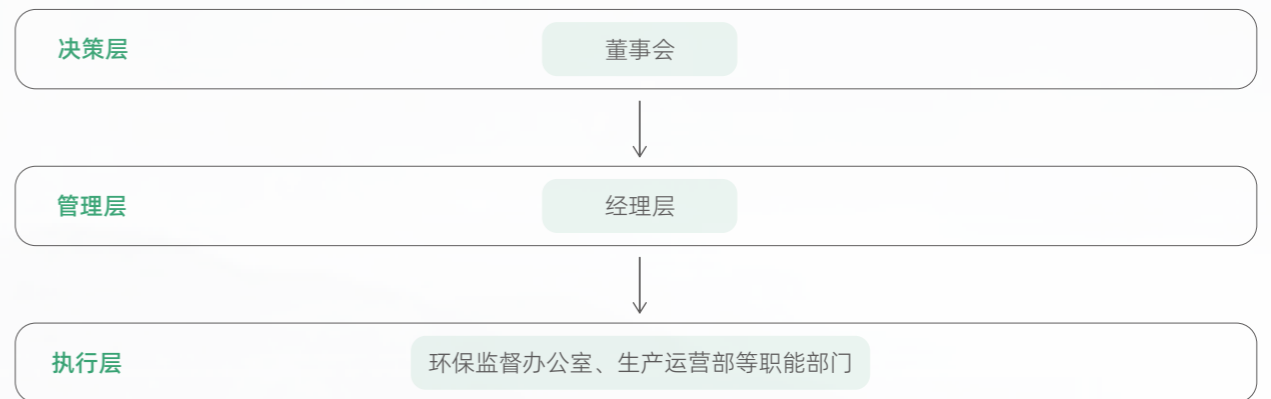 决策层
董事会
管理层
经理层
执行层
环保监督办公室、生产运营部等职能部门